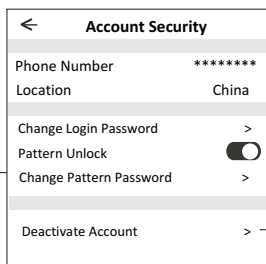 ← Account Security
Phone Number ********
Location China
Change Login Password >
Pattern Unlock
Change Pattern Password >
Deactivate Account >